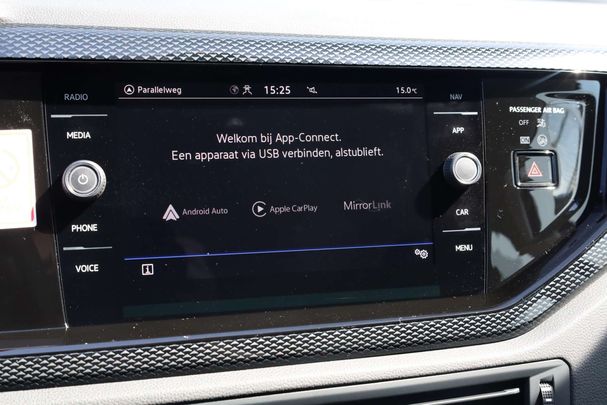 RADIO
MEDIA
PHONE
VOICE
Parallelweg 15:25 15.0°C
Welkom bij App-Connect.
Een apparaat via USB verbinden, alstublieft.
Android Auto Apple CarPlay MirrorLink
NAV
APP
CAR
MENU
PASSENGER AIR BAG
OFF
ON